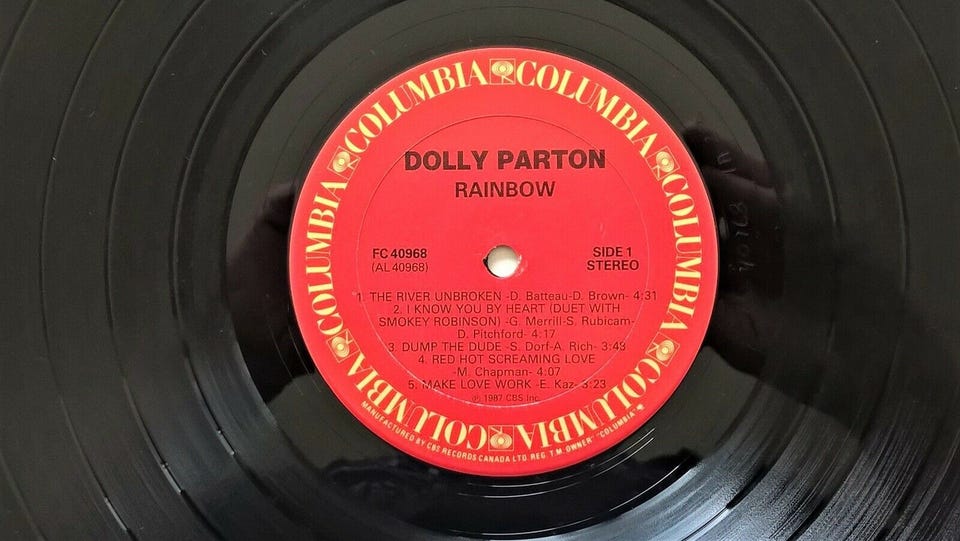 COLUMBIA COLUMBIA COLUMBIA COLUMBIA COLUMBIA COLUMBIA COLUMBIA
DOLLY PARTON
RAINBOW
FC 40968
(AL 40968)
SIDE 1
STEREO
1. THE RIVER UNBROKEN -D. Batteau-D. Brown- 4:31
2. I KNOW YOU BY HEART (DUET WITH
SMOKEY ROBINSON) -G. Merrill-S. Rubicam-
D. Pitchford- 4:17
3. DUMP THE DUDE -S. Dorf-A. Rich- 3:48
4. RED HOT SCREAMING LOVE
-M. Chapman- 4:07
5. MAKE LOVE WORK -E. Kaz- 3:23
℗ 1987 CBS Inc.
MANUFACTURED BY CBS RECORDS CANADA LTD. REG. T.M. OWNER "COLUMBIA"